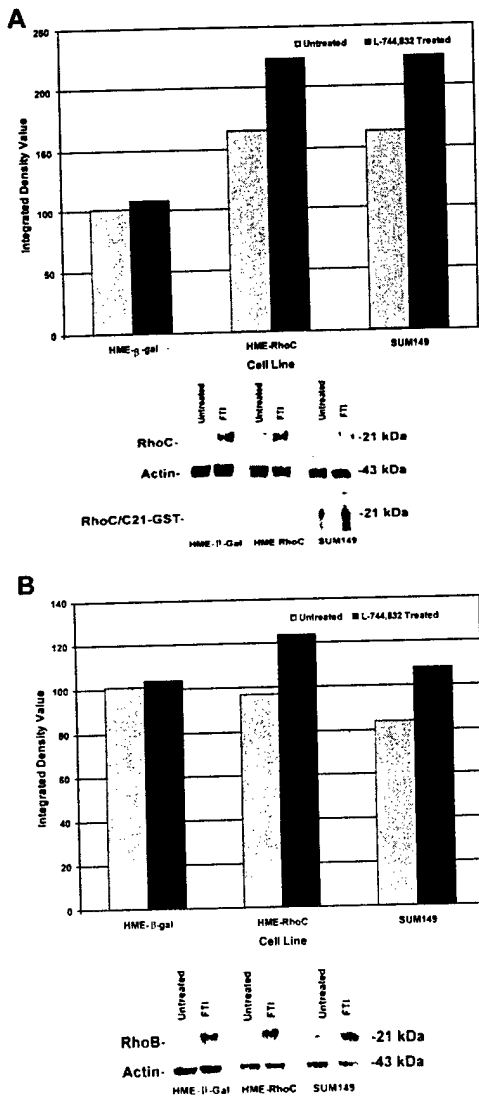 A
250
200
150
100
50
0
Integrated Density Value
Untreated L-744,832 Treated
HME-β-gal HME-RhoC SUM149
Cell Line
Untreated FTI Untreated FTI Untreated FTI
RhoC- -21 kDa
Actin- -43 kDa
RhoC/C21-GST- -21 kDa
HME-β-Gal HME RhoC SUM149
B
140
120
100
80
60
40
20
0
Integrated Density Value
Untreated L-744,832 Treated
HME-β-gal HME-RhoC SUM149
Cell Line
Untreated FTI Untreated FTI Untreated FTI
RhoB- -21 kDa
Actin- -43 kDa
HME-β-Gal HME-RhoC SUM149